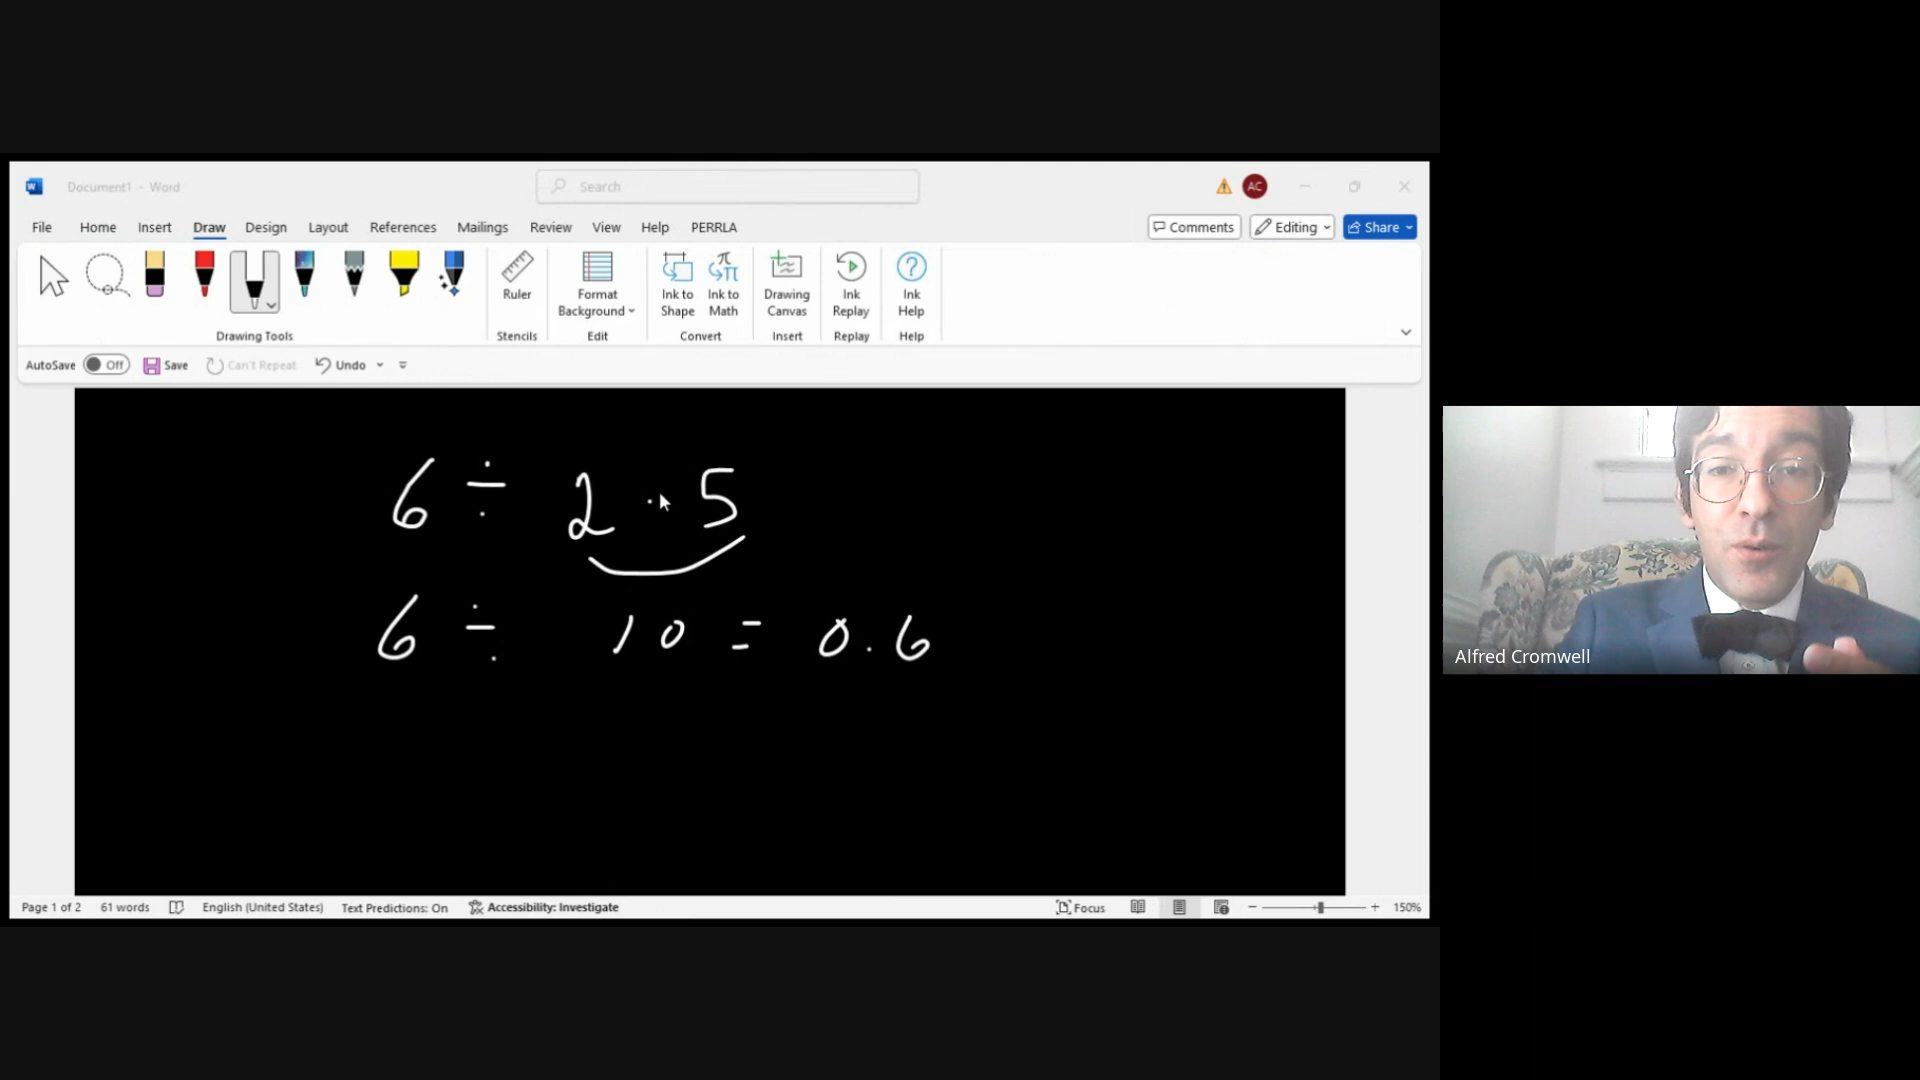 Document1 - Word
Search
AC
File Home Insert Draw Design Layout References Mailings Review View Help PERRLA
Comments Editing Share
Ruler
Format Background
Ink to Shape
Ink to Math
Drawing Canvas
Ink Replay
Ink Help
Drawing Tools Stencils Edit Convert Insert Replay Help
AutoSave Off Save Can't Repeat Undo
6 ÷ 2 · 5
6 ÷ 10 = 0.6
Alfred Cromwell
Page 1 of 2 61 words English (United States) Text Predictions: On Accessibility: Investigate Focus 150%